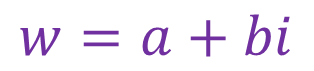 w = a + bi